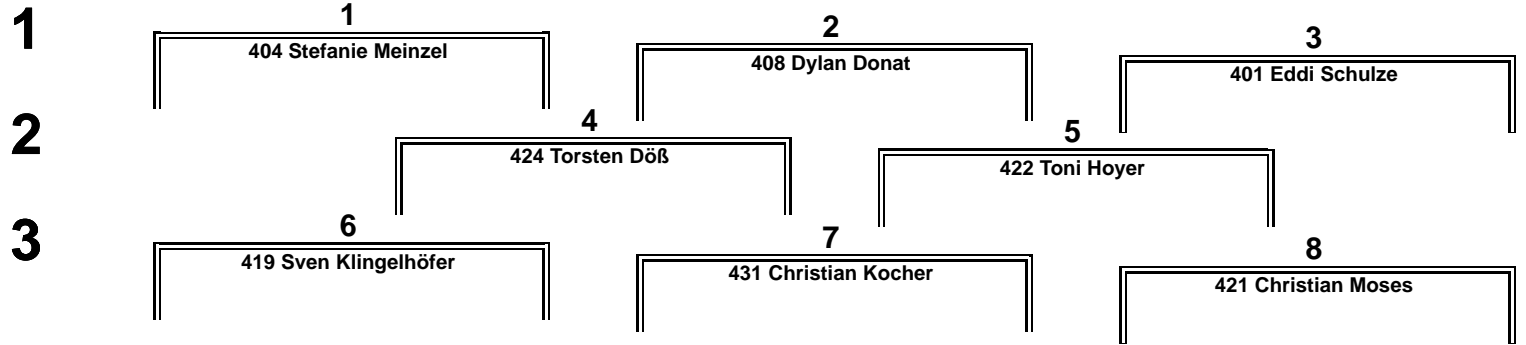 1
1
404 Stefanie Meinzel
2
408 Dylan Donat
3
401 Eddi Schulze
2
4
424 Torsten Döß
5
422 Toni Hoyer
3
6
419 Sven Klingelhöfer
7
431 Christian Kocher
8
421 Christian Moses